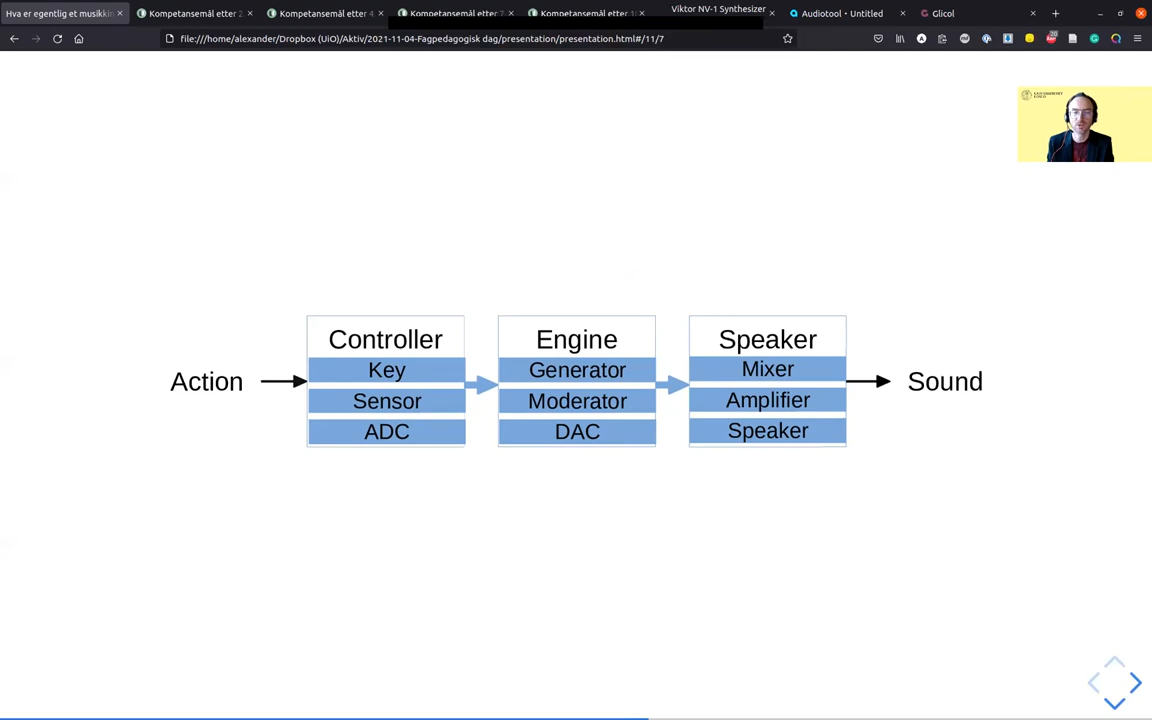 Hva er egentlig et musikkin
Kompetansemål etter 2.
Kompetansemål etter 4.
Kompetansemål etter 7.
Kompetansemål etter 10
Viktor NV-1 Synthesizer
Audiotool • Untitled
Glicol
file:///home/alexander/Dropbox (UiO)/Aktiv/2021-11-04-Fagpedagogisk dag/presentation/presentation.html#/11/7
20
Controller
Engine
Speaker
Key
Generator
Mixer
Action
Sound
Sensor
Moderator
Amplifier
ADC
DAC
Speaker